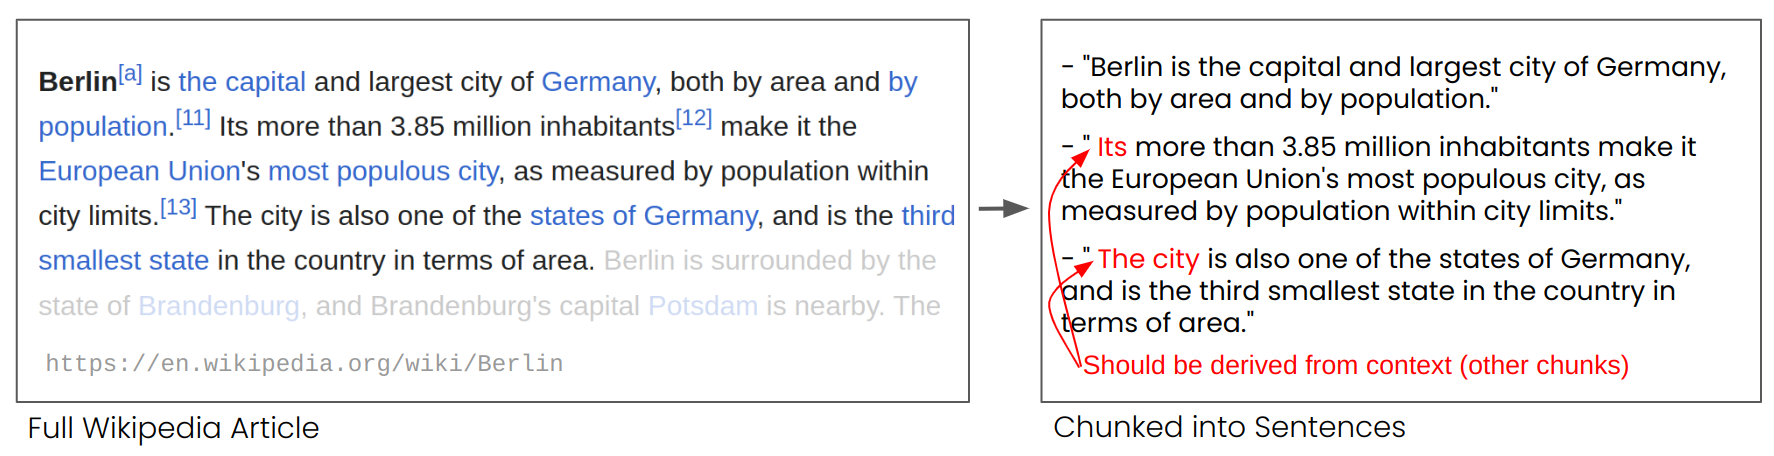 Berlin[a] is the capital and largest city of Germany, both by area and by
population.[11] Its more than 3.85 million inhabitants[12] make it the
European Union's most populous city, as measured by population within
city limits.[13] The city is also one of the states of Germany, and is the third
smallest state in the country in terms of area. Berlin is surrounded by the
state of Brandenburg, and Brandenburg's capital Potsdam is nearby. The
https://en.wikipedia.org/wiki/Berlin
Full Wikipedia Article
- "Berlin is the capital and largest city of Germany,
both by area and by population."
- " Its more than 3.85 million inhabitants make it
the European Union's most populous city, as
measured by population within city limits."
- " The city is also one of the states of Germany,
and is the third smallest state in the country in
terms of area."
Should be derived from context (other chunks)
Chunked into Sentences